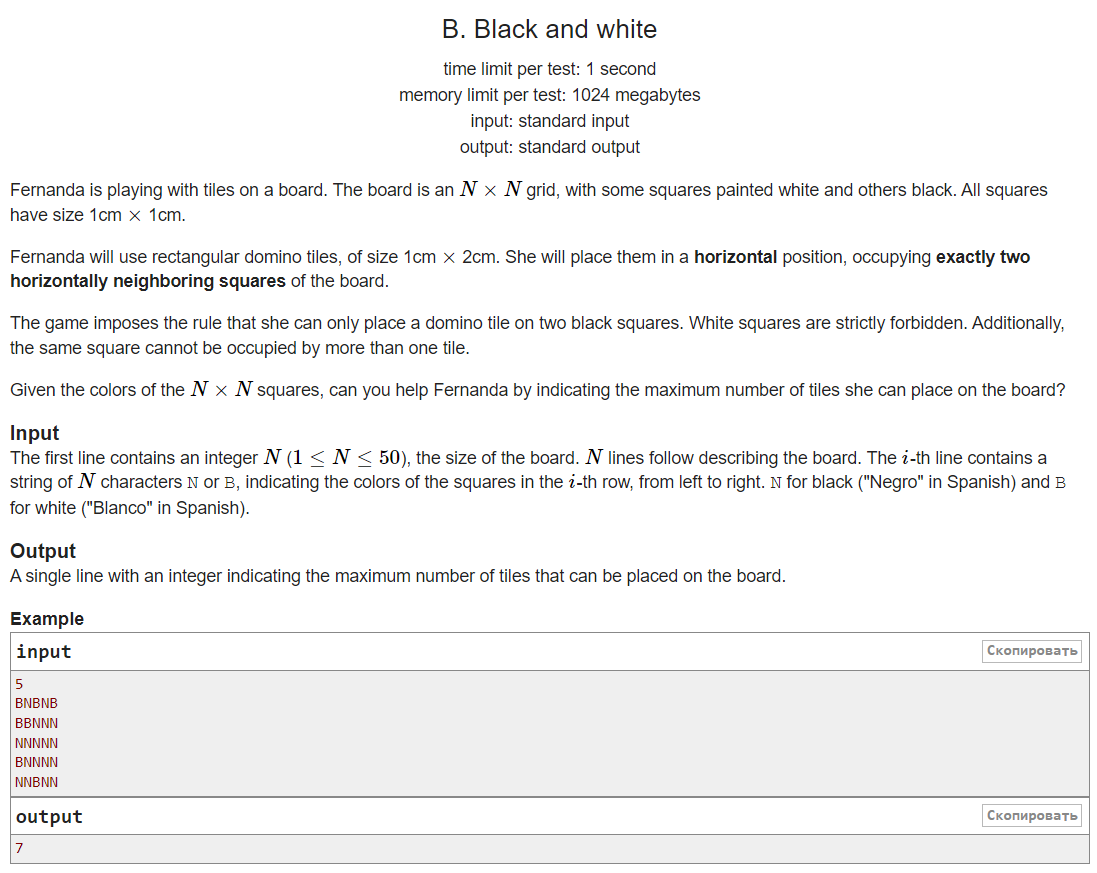 B. Black and white
time limit per test: 1 second
memory limit per test: 1024 megabytes
input: standard input
output: standard output
Fernanda is playing with tiles on a board. The board is an N × N grid, with some squares painted white and others black. All squares
have size 1cm × 1cm.
Fernanda will use rectangular domino tiles, of size 1cm × 2cm. She will place them in a horizontal position, occupying exactly two
horizontally neighboring squares of the board.
The game imposes the rule that she can only place a domino tile on two black squares. White squares are strictly forbidden. Additionally,
the same square cannot be occupied by more than one tile.
Given the colors of the N × N squares, can you help Fernanda by indicating the maximum number of tiles she can place on the board?
Input
The first line contains an integer N (1 ≤ N ≤ 50), the size of the board. N lines follow describing the board. The i-th line contains a
string of N characters N or B, indicating the colors of the squares in the i-th row, from left to right. N for black ("Negro" in Spanish) and B
for white ("Blanco" in Spanish).
Output
A single line with an integer indicating the maximum number of tiles that can be placed on the board.
Example
input Скопировать
5
BNBNB
BBNNN
NNNNN
BNNNN
NNBNN
output Скопировать
7